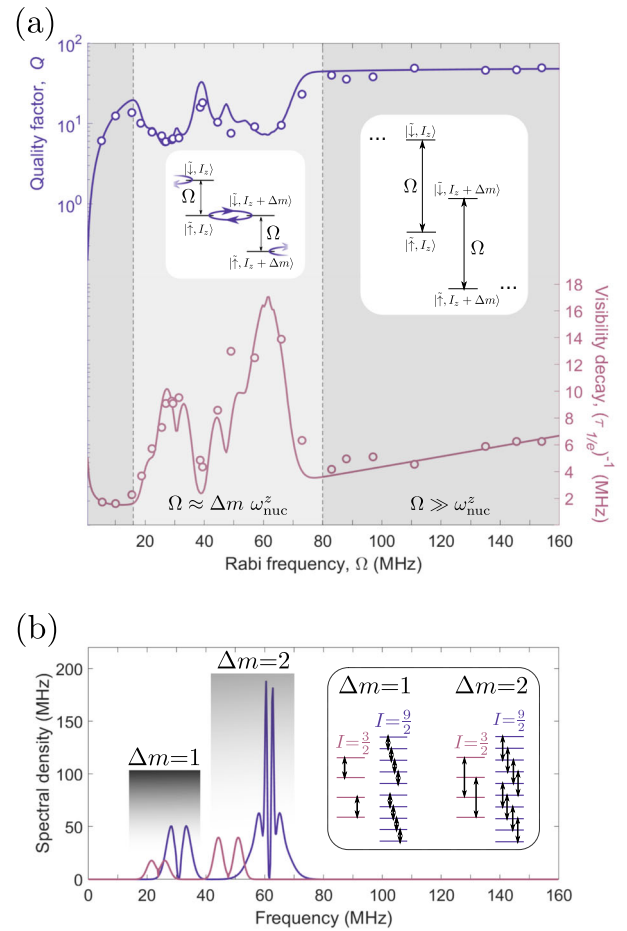 (a)
Quality factor, Q
10²
10¹
10⁰
|↓̃, I_z⟩
Ω
|↑̃, I_z⟩
|↓̃, I_z + Δm⟩
Ω
|↑̃, I_z + Δm⟩
...
|↓̃, I_z⟩
Ω
|↑̃, I_z⟩
|↓̃, I_z + Δm⟩
Ω
|↑̃, I_z + Δm⟩
...
18
16
14
12
10
8
6
4
2
Visibility decay, (τ_{1/e})⁻¹ (MHz)
Ω ≈ Δm ω^z_nuc
Ω ≫ ω^z_nuc
20 40 60 80 100 120 140 160
Rabi frequency, Ω (MHz)
(b)
Spectral density (MHz)
200
150
100
50
0
Δm=1
Δm=2
Δm=1 Δm=2
I=3/2 I=9/2 I=3/2 I=9/2
0 20 40 60 80 100 120 140 160
Frequency (MHz)